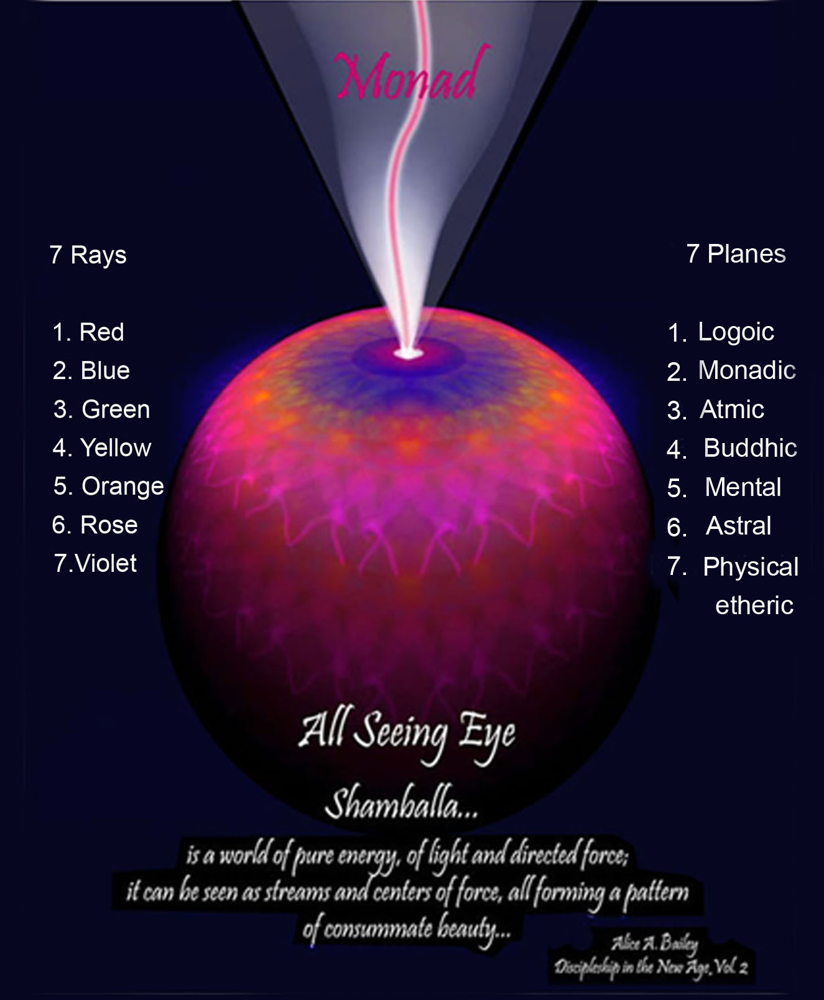 Monad
7 Rays
1. Red
2. Blue
3. Green
4. Yellow
5. Orange
6. Rose
7.Violet
7 Planes
1. Logoic
2. Monadic
3. Atmic
4. Buddhic
5. Mental
6. Astral
7. Physical
etheric
All Seeing Eye
Shamballa...
is a world of pure energy, of light and directed force;
it can be seen as streams and centers of force, all forming a pattern
of consummate beauty...
Alice A. Bailey
Discipleship in the New Age, Vol. 2